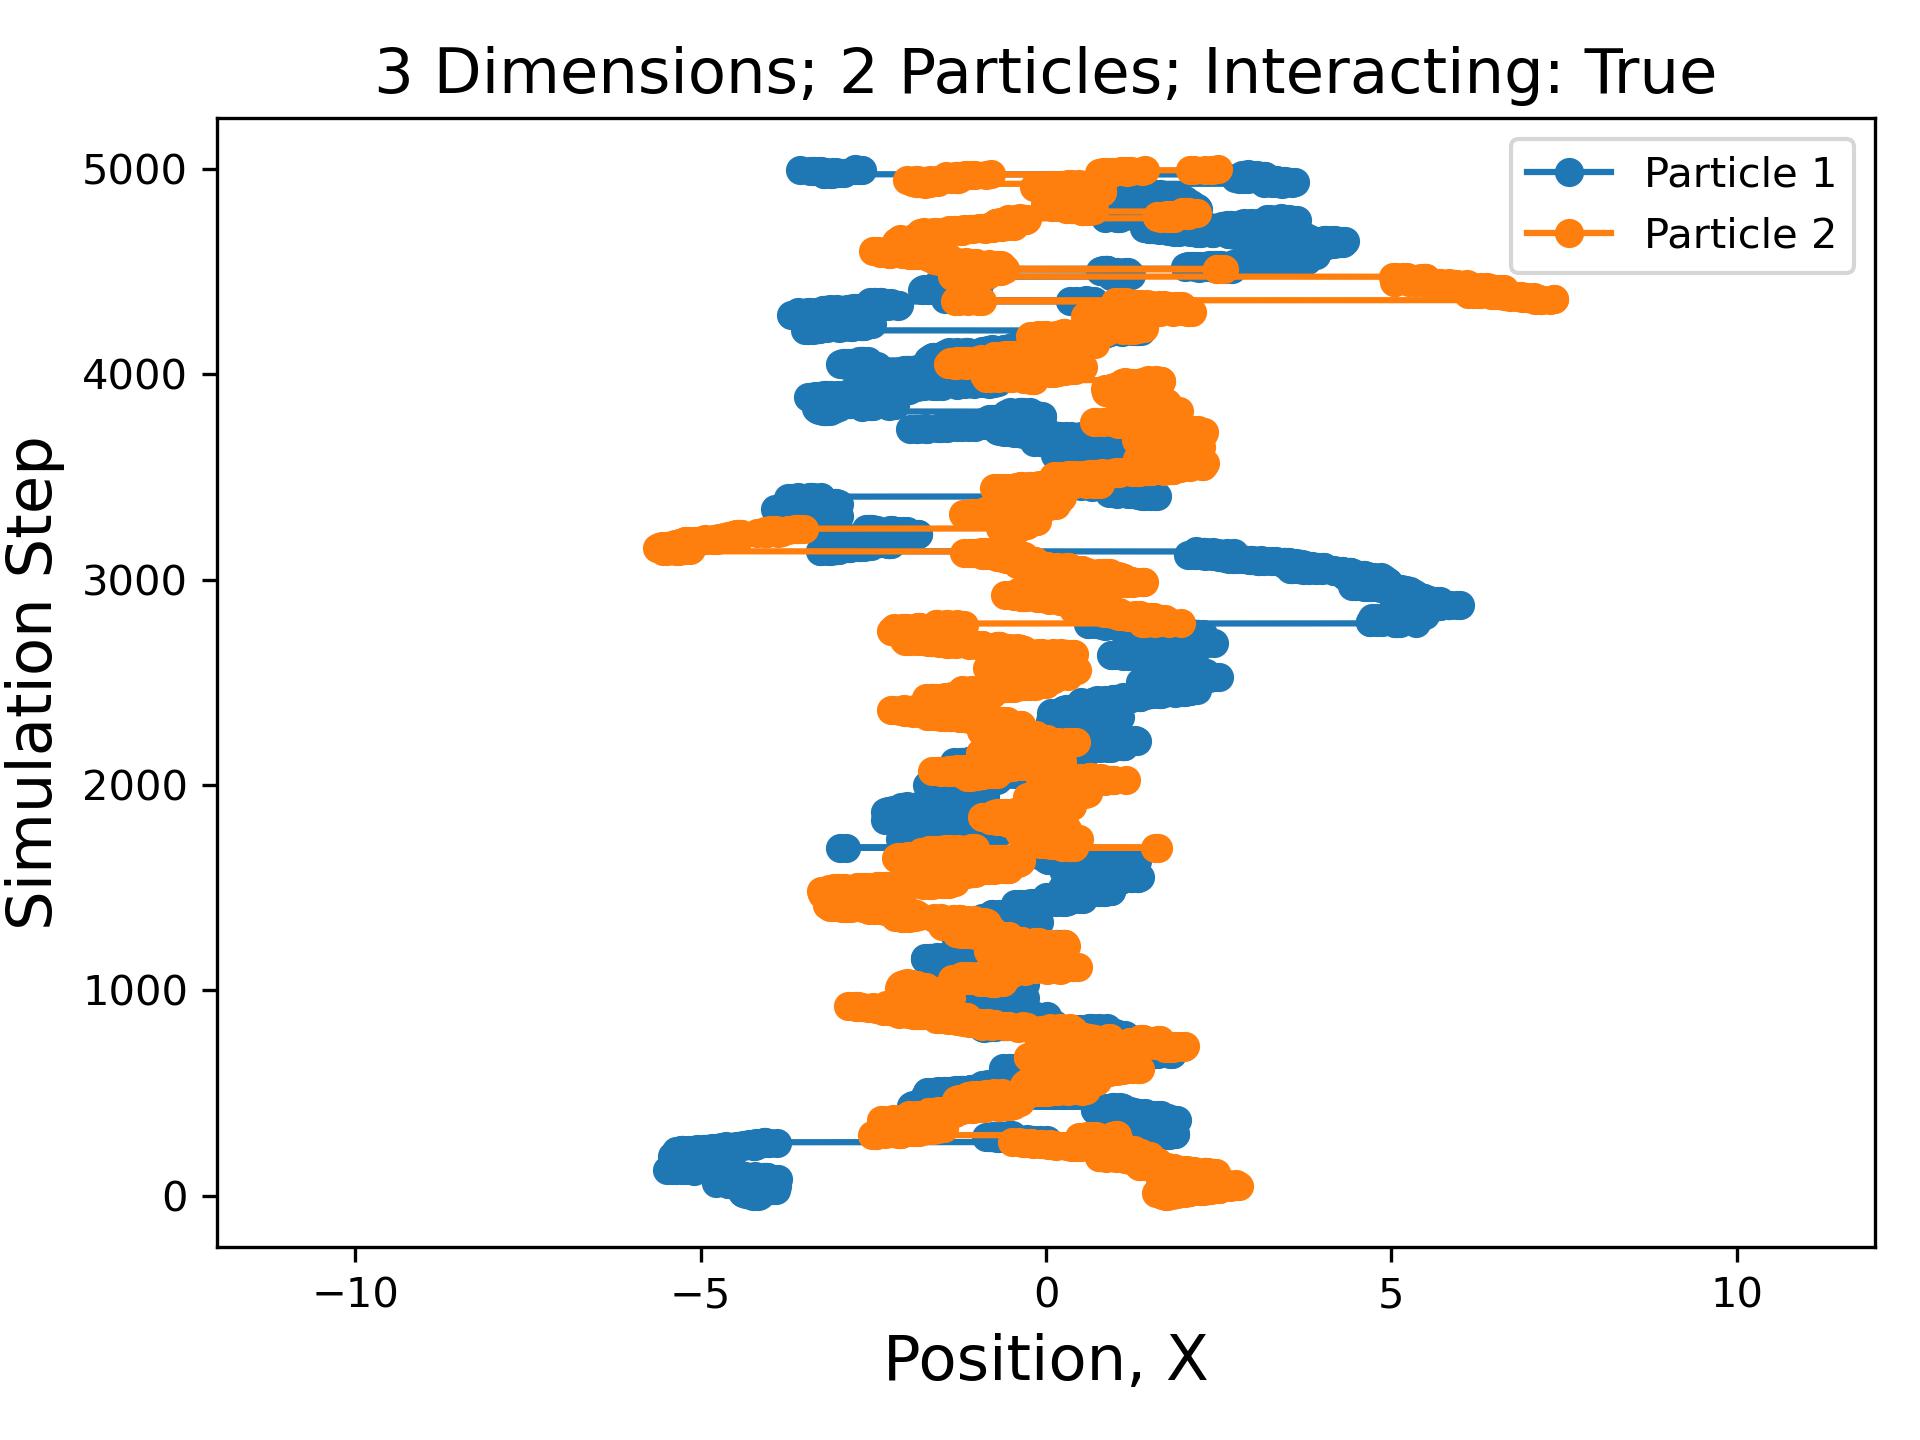 3 Dimensions; 2 Particles; Interacting: True
Particle 1
Particle 2
Simulation Step
5000
4000
3000
2000
1000
0
−10
−5
0
5
10
Position, X